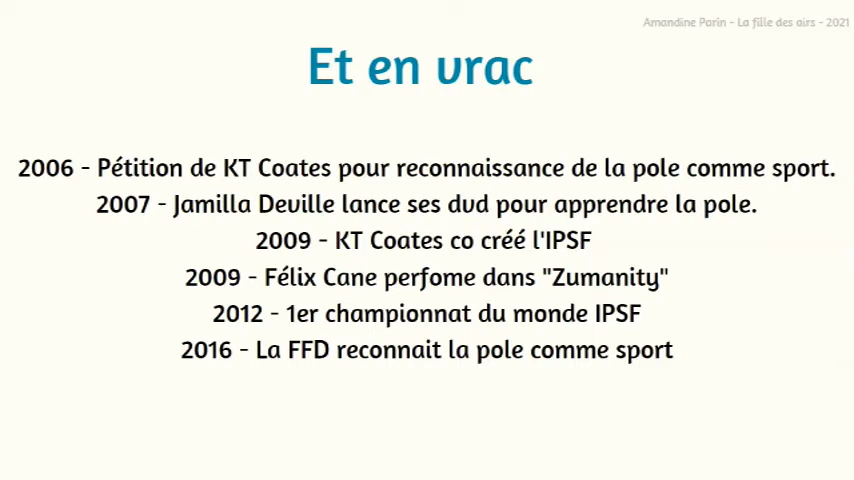 Amandine Parin - La fille des airs - 2021
Et en vrac
2006 - Pétition de KT Coates pour reconnaissance de la pole comme sport.
2007 - Jamilla Deville lance ses dvd pour apprendre la pole.
2009 - KT Coates co créé l'IPSF
2009 - Félix Cane perfome dans "Zumanity"
2012 - 1er championnat du monde IPSF
2016 - La FFD reconnait la pole comme sport